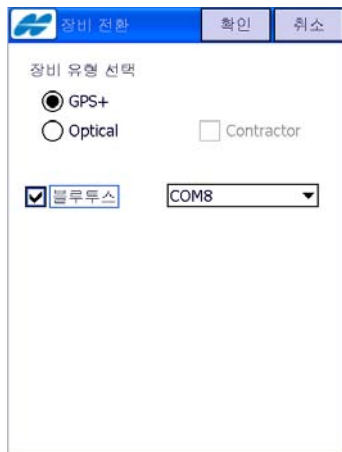 장비 전환 확인 취소
장비 유형 선택
GPS+
Optical Contractor
블루투스 COM8